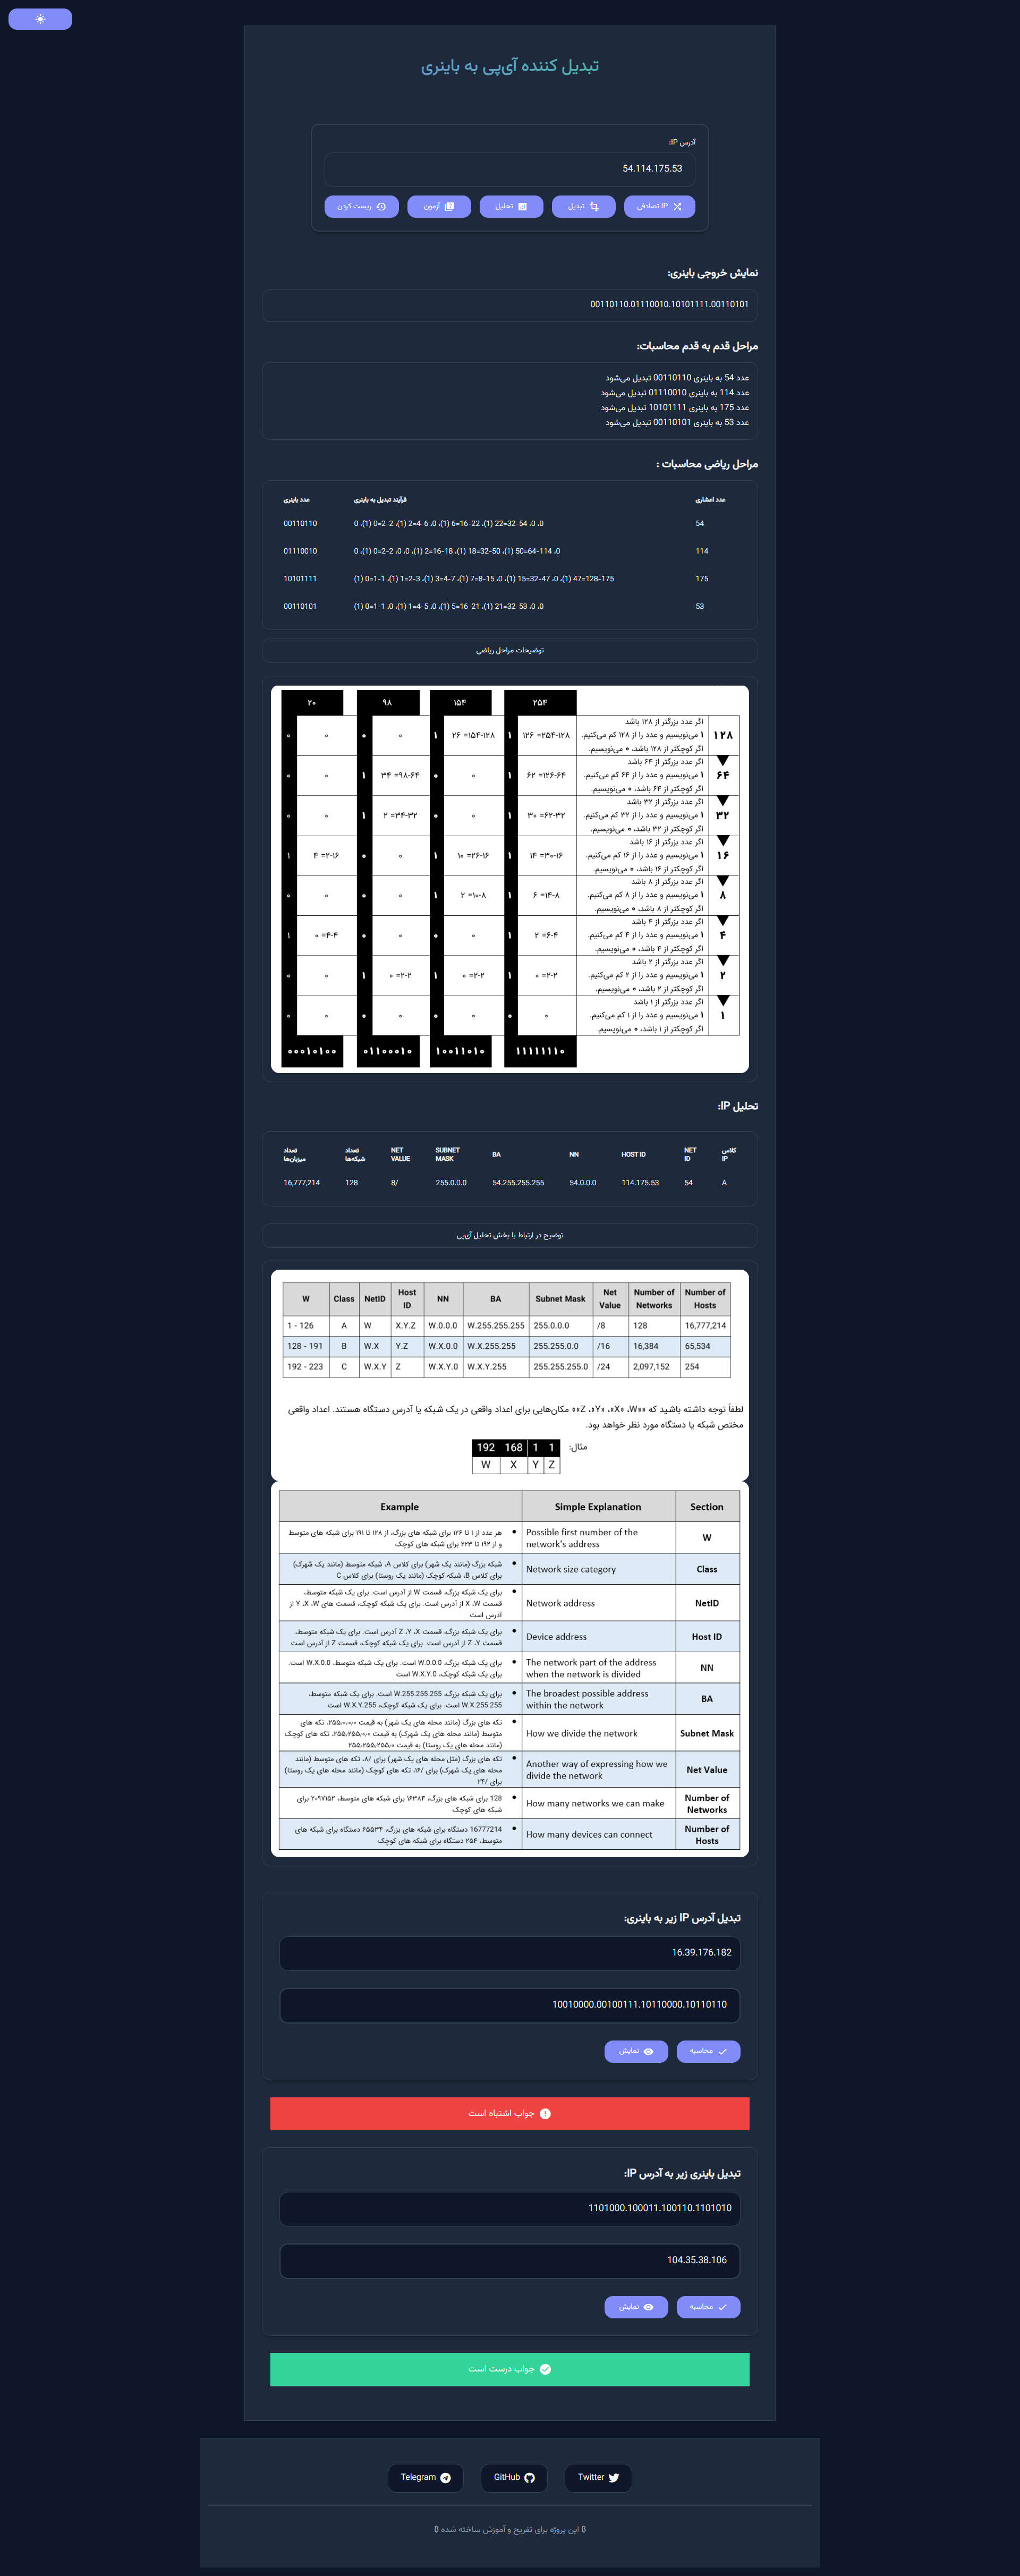 تبدیل کننده آی‌پی به باینری
آدرس IP:
54.114.175.53
IP تصادفی
تبدیل
تحلیل
آزمون
ریست کردن
نمایش خروجی باینری:
00110110.01110010.10101111.00110101
مراحل قدم به قدم محاسبات:
عدد 54 به باینری 00110110 تبدیل می‌شود
عدد 114 به باینری 01110010 تبدیل می‌شود
عدد 175 به باینری 10101111 تبدیل می‌شود
عدد 53 به باینری 00110101 تبدیل می‌شود
مراحل ریاضی محاسبات :
عدد اعشاری فرآیند تبدیل به باینری عدد باینری
54 0، 0، 54-32=22 (1)، 22-16=6 (1)، 0، 6-4=2 (1)، 2-2=0 (1)، 0 00110110
114 0، 114-64=50 (1)، 50-32=18 (1)، 18-16=2 (1)، 0، 0، 2-2=0 (1)، 0 01110010
175 175-128=47 (1)، 0، 47-32=15 (1)، 0، 15-8=7 (1)، 7-4=3 (1)، 3-2=1 (1)، 1-1=0 (1) 10101111
53 0، 0، 53-32=21 (1)، 21-16=5 (1)، 0، 5-4=1 (1)، 0، 1-1=0 (1) 00110101
توضیحات مراحل ریاضی
۲۵۴ ۱۵۴ ۹۸ ۲۰
۱۲۸
اگر عدد بزرگتر از ۱۲۸ باشد
۱ می‌نویسیم و عدد را از ۱۲۸ کم می‌کنیم.
اگر کوچکتر از ۱۲۸ باشد، ۰ می‌نویسیم.
۲۵۴-۱۲۸= ۱۲۶ ۱ ۱۵۴-۱۲۸= ۲۶ ۱ ۰ ۰ ۰ ۰
۶۴
اگر عدد بزرگتر از ۶۴ باشد
۱ می‌نویسیم و عدد را از ۶۴ کم می‌کنیم.
اگر کوچکتر از ۶۴ باشد، ۰ می‌نویسیم.
۱۲۶-۶۴= ۶۲ ۱ ۰ ۰ ۹۸-۶۴= ۳۴ ۱ ۰ ۰
۳۲
اگر عدد بزرگتر از ۳۲ باشد
۱ می‌نویسیم و عدد را از ۳۲ کم می‌کنیم.
اگر کوچکتر از ۳۲ باشد، ۰ می‌نویسیم.
۶۲-۳۲= ۳۰ ۱ ۰ ۰ ۳۴-۳۲= ۲ ۱ ۰ ۰
۱۶
اگر عدد بزرگتر از ۱۶ باشد
۱ می‌نویسیم و عدد را از ۱۶ کم می‌کنیم.
اگر کوچکتر از ۱۶ باشد، ۰ می‌نویسیم.
۳۰-۱۶= ۱۴ ۱ ۲۶-۱۶= ۱۰ ۱ ۰ ۰ ۲-۱۶= ۴ ۱
۸
اگر عدد بزرگتر از ۸ باشد
۱ می‌نویسیم و عدد را از ۸ کم می‌کنیم.
اگر کوچکتر از ۸ باشد، ۰ می‌نویسیم.
۱۴-۸= ۶ ۱ ۱۰-۸= ۲ ۱ ۰ ۰ ۰ ۰
۴
اگر عدد بزرگتر از ۴ باشد
۱ می‌نویسیم و عدد را از ۴ کم می‌کنیم.
اگر کوچکتر از ۴ باشد، ۰ می‌نویسیم.
۶-۴= ۲ ۱ ۰ ۰ ۰ ۰ ۴-۴= ۰ ۱
۲
اگر عدد بزرگتر از ۲ باشد
۱ می‌نویسیم و عدد را از ۲ کم می‌کنیم.
اگر کوچکتر از ۲ باشد، ۰ می‌نویسیم.
۲-۲= ۰ ۱ ۲-۲= ۰ ۱ ۲-۲= ۰ ۱ ۰ ۰
۱
اگر عدد بزرگتر از ۱ باشد
۱ می‌نویسیم و عدد را از ۱ کم می‌کنیم.
اگر کوچکتر از ۱ باشد، ۰ می‌نویسیم.
۰ ۰ ۰ ۰ ۰ ۰ ۰ ۰
۱۱۱۱۱۱۱۰ ۱۰۰۱۱۰۱۰ ۰۱۱۰۰۰۱۰ ۰۰۰۱۰۱۰۰
تحلیل IP:
کلاس IP NET ID HOST ID NN BA SUBNET MASK NET VALUE تعداد شبکه‌ها تعداد میزبان‌ها
A 54 114.175.53 54.0.0.0 54.255.255.255 255.0.0.0 8/ 128 16,777,214
توضیح در ارتباط با بخش تحلیل آی‌پی
W Class NetID Host ID NN BA Subnet Mask Net Value Number of Networks Number of Hosts
1 - 126 A W X.Y.Z W.0.0.0 W.255.255.255 255.0.0.0 /8 128 16,777,214
128 - 191 B W.X Y.Z W.X.0.0 W.X.255.255 255.255.0.0 /16 16,384 65,534
192 - 223 C W.X.Y Z W.X.Y.0 W.X.Y.255 255.255.255.0 /24 2,097,152 254
لطفاً توجه داشته باشید که «W»، «X»، «Y»، «Z» مکان‌هایی برای اعداد واقعی در یک شبکه یا آدرس دستگاه هستند. اعداد واقعی
مختص شبکه یا دستگاه مورد نظر خواهد بود.
مثال:
192 168 1 1
W X Y Z
Example Simple Explanation Section
هر عدد از ۱ تا ۱۲۶ برای شبکه های بزرگ، از ۱۲۸ تا ۱۹۱ برای شبکه های متوسط
و از ۱۹۲ تا ۲۲۳ برای شبکه های کوچک
Possible first number of the
network's address
W
شبکه بزرگ (مانند یک شهر) برای کلاس A، شبکه متوسط (مانند یک شهرک)
برای کلاس B، شبکه کوچک (مانند یک روستا) برای کلاس C
Network size category
Class
برای یک شبکه بزرگ، قسمت W از آدرس است. برای یک شبکه متوسط،
قسمت W، X از آدرس است. برای یک شبکه کوچک، قسمت های W، X، Y از
آدرس است
Network address
NetID
برای یک شبکه بزرگ، قسمت X، Y، Z آدرس است. برای یک شبکه متوسط،
قسمت Y، Z از آدرس است. برای یک شبکه کوچک، قسمت Z از آدرس است
Device address
Host ID
برای یک شبکه بزرگ، W.0.0.0 است. برای یک شبکه متوسط، W.X.0.0 است.
برای یک شبکه کوچک، W.X.Y.0 است
The network part of the address
when the network is divided
NN
برای یک شبکه بزرگ، W.255.255.255 است. برای یک شبکه متوسط،
W.X.255.255 است. برای یک شبکه کوچک، W.X.Y.255 است
The broadest possible address
within the network
BA
تکه های بزرگ (مانند محله های یک شهر) به قیمت ۲۵۵٫۰٫۰٫۰، تکه های
متوسط (مانند محله های یک شهرک) به قیمت ۲۵۵٫۲۵۵٫۰٫۰، تکه های کوچک
(مانند محله های یک روستا) به قیمت ۲۵۵٫۲۵۵٫۲۵۵٫۰
How we divide the network
Subnet Mask
تکه های بزرگ (مثل محله های یک شهر) برای /۸، تکه های متوسط (مانند
محله های یک شهرک) برای /۱۶، تکه های کوچک (مانند محله های یک روستا)
برای /۲۴
Another way of expressing how we
divide the network
Net Value
128 برای شبکه های بزرگ، ۱۶۳۸۴ برای شبکه های متوسط، ۲۰۹۷۱۵۲ برای
شبکه های کوچک
How many networks we can make
Number of
Networks
16777214 دستگاه برای شبکه های بزرگ، ۶۵۵۳۴ دستگاه برای شبکه های
متوسط، ۲۵۴ دستگاه برای شبکه های کوچک
How many devices can connect
Number of
Hosts
تبدیل آدرس IP زیر به باینری:
16.39.176.182
10010000.00100111.10110000.10110110
محاسبه
نمایش
جواب اشتباه است
تبدیل باینری زیر به آدرس IP:
1101000.100011.100110.1101010
104.35.38.106
محاسبه
نمایش
جواب درست است
Twitter
GitHub
Telegram
₿ این پروژه برای تفریح و آموزش ساخته شده ₿